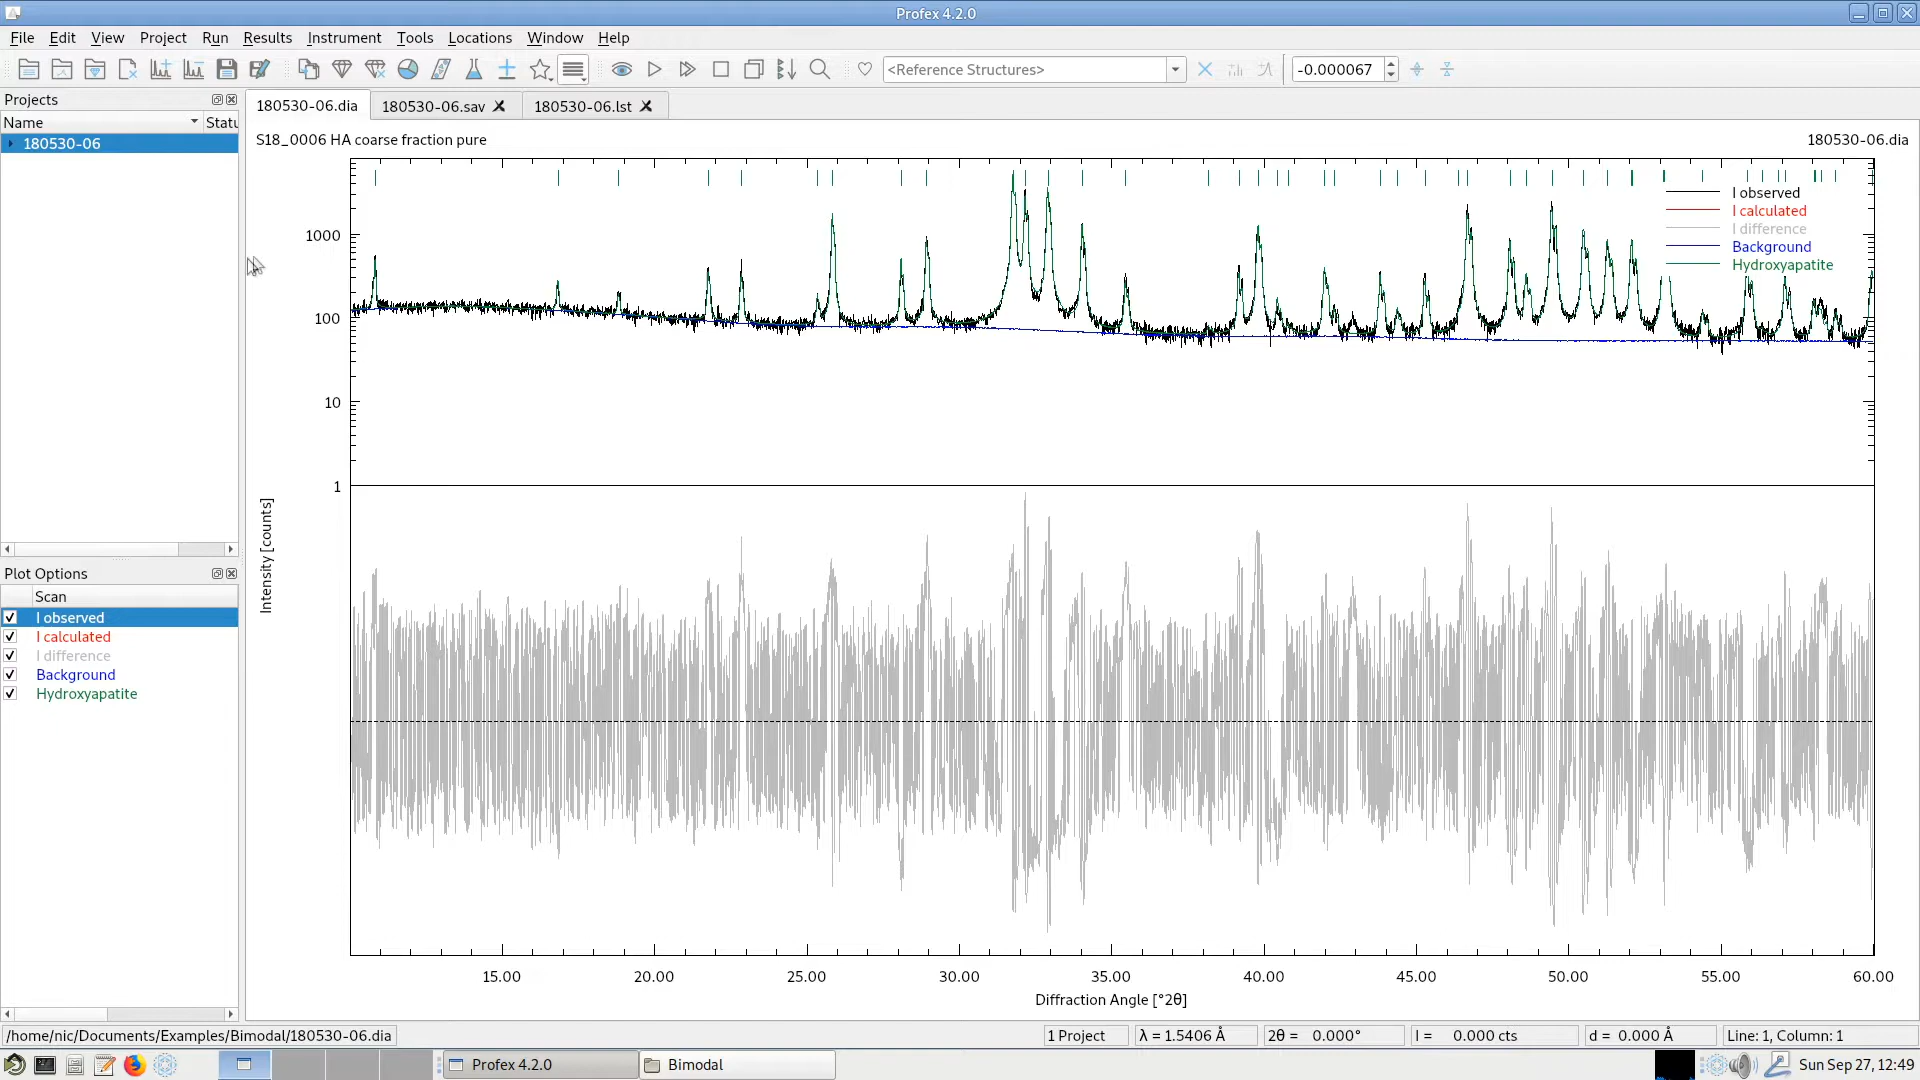 Profex 4.2.0
File Edit View Project Run Results Instrument Tools Locations Window Help
<Reference Structures> -0.000067
Projects
Name Statu
180530-06
180530-06.dia 180530-06.sav 180530-06.lst
S18_0006 HA coarse fraction pure 180530-06.dia
I observed
I calculated
I difference
Background
Hydroxyapatite
1000
100
10
1
Intensity [counts]
15.00 20.00 25.00 30.00 35.00 40.00 45.00 50.00 55.00 60.00
Diffraction Angle [°2θ]
Plot Options
Scan
I observed
I calculated
I difference
Background
Hydroxyapatite
/home/nic/Documents/Examples/Bimodal/180530-06.dia 1 Project λ = 1.5406 Å 2θ = 0.000° I = 0.000 cts d = 0.000 Å Line: 1, Column: 1
Profex 4.2.0 Bimodal Sun Sep 27, 12:49